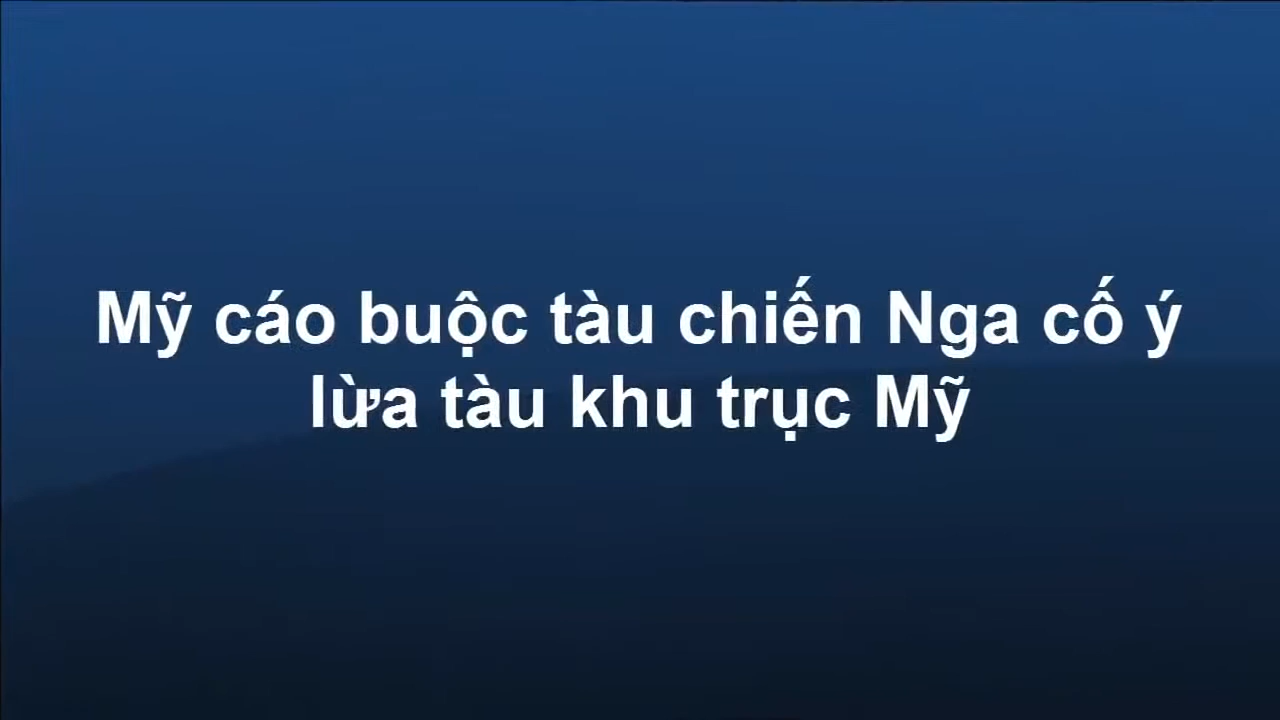 Mỹ cáo buộc tàu chiến Nga cố ý
lừa tàu khu trục Mỹ